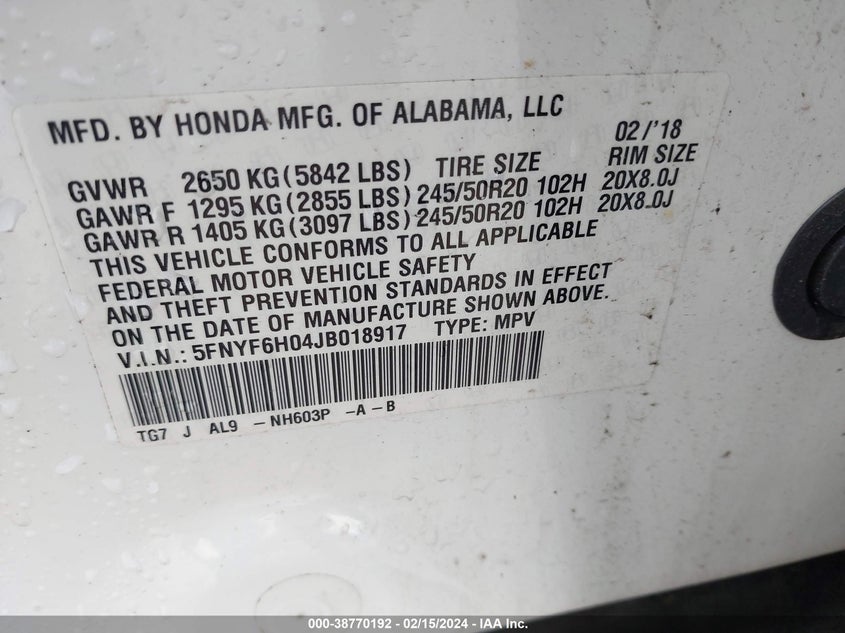 MFD. BY HONDA MFG. OF ALABAMA, LLC 02/'18
GVWR 2650 KG(5842 LBS) TIRE SIZE RIM SIZE
GAWR F 1295 KG(2855 LBS)245/50R20 102H 20X8.0J
GAWR R 1405 KG(3097 LBS)245/50R20 102H 20X8.0J
THIS VEHICLE CONFORMS TO ALL APPLICABLE
FEDERAL MOTOR VEHICLE SAFETY
AND THEFT PREVENTION STANDARDS IN EFFECT
ON THE DATE OF MANUFACTURE SHOWN ABOVE.
V.I.N.: 5FNYF6H04JB018917 TYPE: MPV
TG7 J AL9 -NH603P -A-B
000-38770192 - 02/15/2024 - IAA Inc.